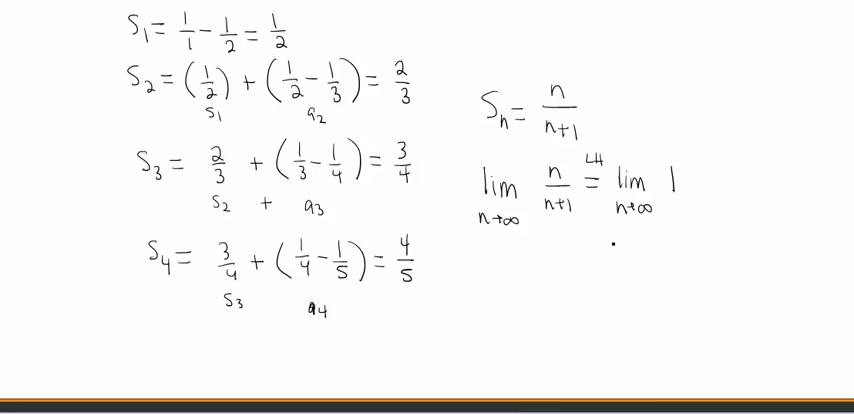 S₁ = 1/1 − 1/2 = 1/2
S₂ = (1/2) + (1/2 − 1/3) = 2/3
s₁ a₂
S₃ = 2/3 + (1/3 − 1/4) = 3/4
s₂ + a₃
S₄ = 3/4 + (1/4 − 1/5) = 4/5
s₃ a₄
Sₙ = n/(n+1)
LH
lim n/(n+1) = lim 1
n→∞ n→∞